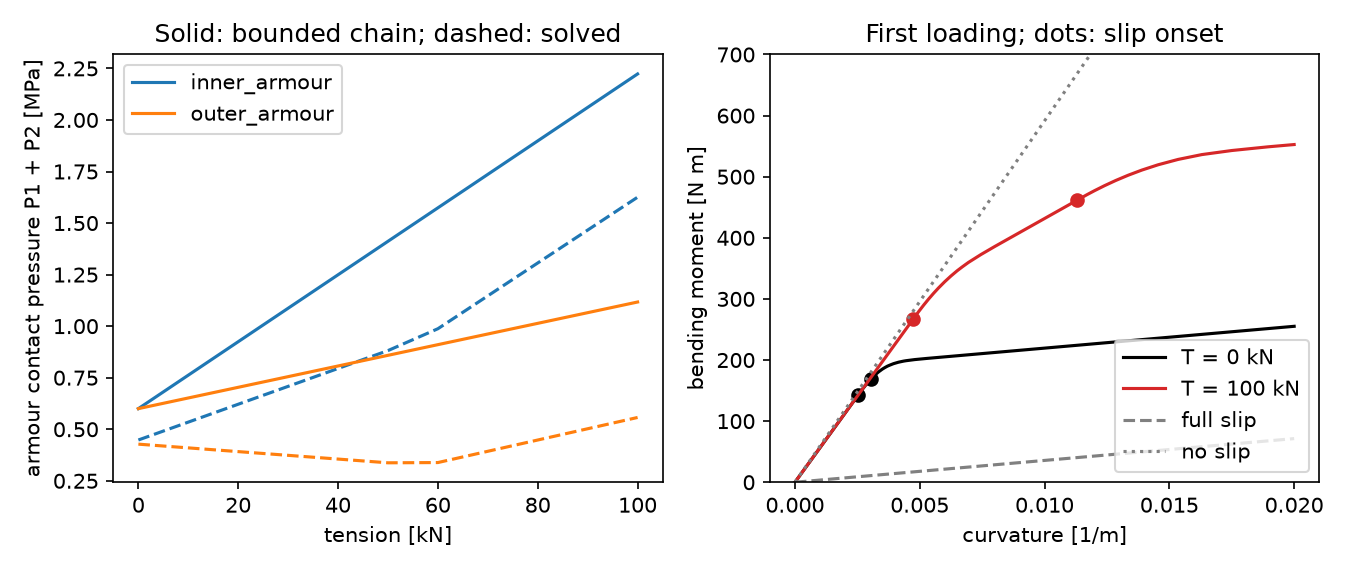 Solid: bounded chain; dashed: solved
armour contact pressure P1 + P2 [MPa]
2.25
2.00
1.75
1.50
1.25
1.00
0.75
0.50
0.25
inner_armour
outer_armour
0
20
40
60
80
100
tension [kN]
First loading; dots: slip onset
bending moment [N m]
700
600
500
400
300
200
100
0
T = 0 kN
T = 100 kN
full slip
no slip
0.000
0.005
0.010
0.015
0.020
curvature [1/m]